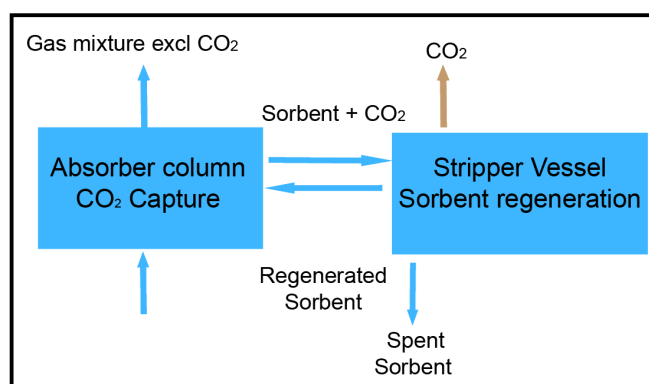 Gas mixture excl CO₂
CO₂
Sorbent + CO₂
Absorber column
CO₂ Capture
Stripper Vessel
Sorbent regeneration
Regenerated
Sorbent
Spent
Sorbent